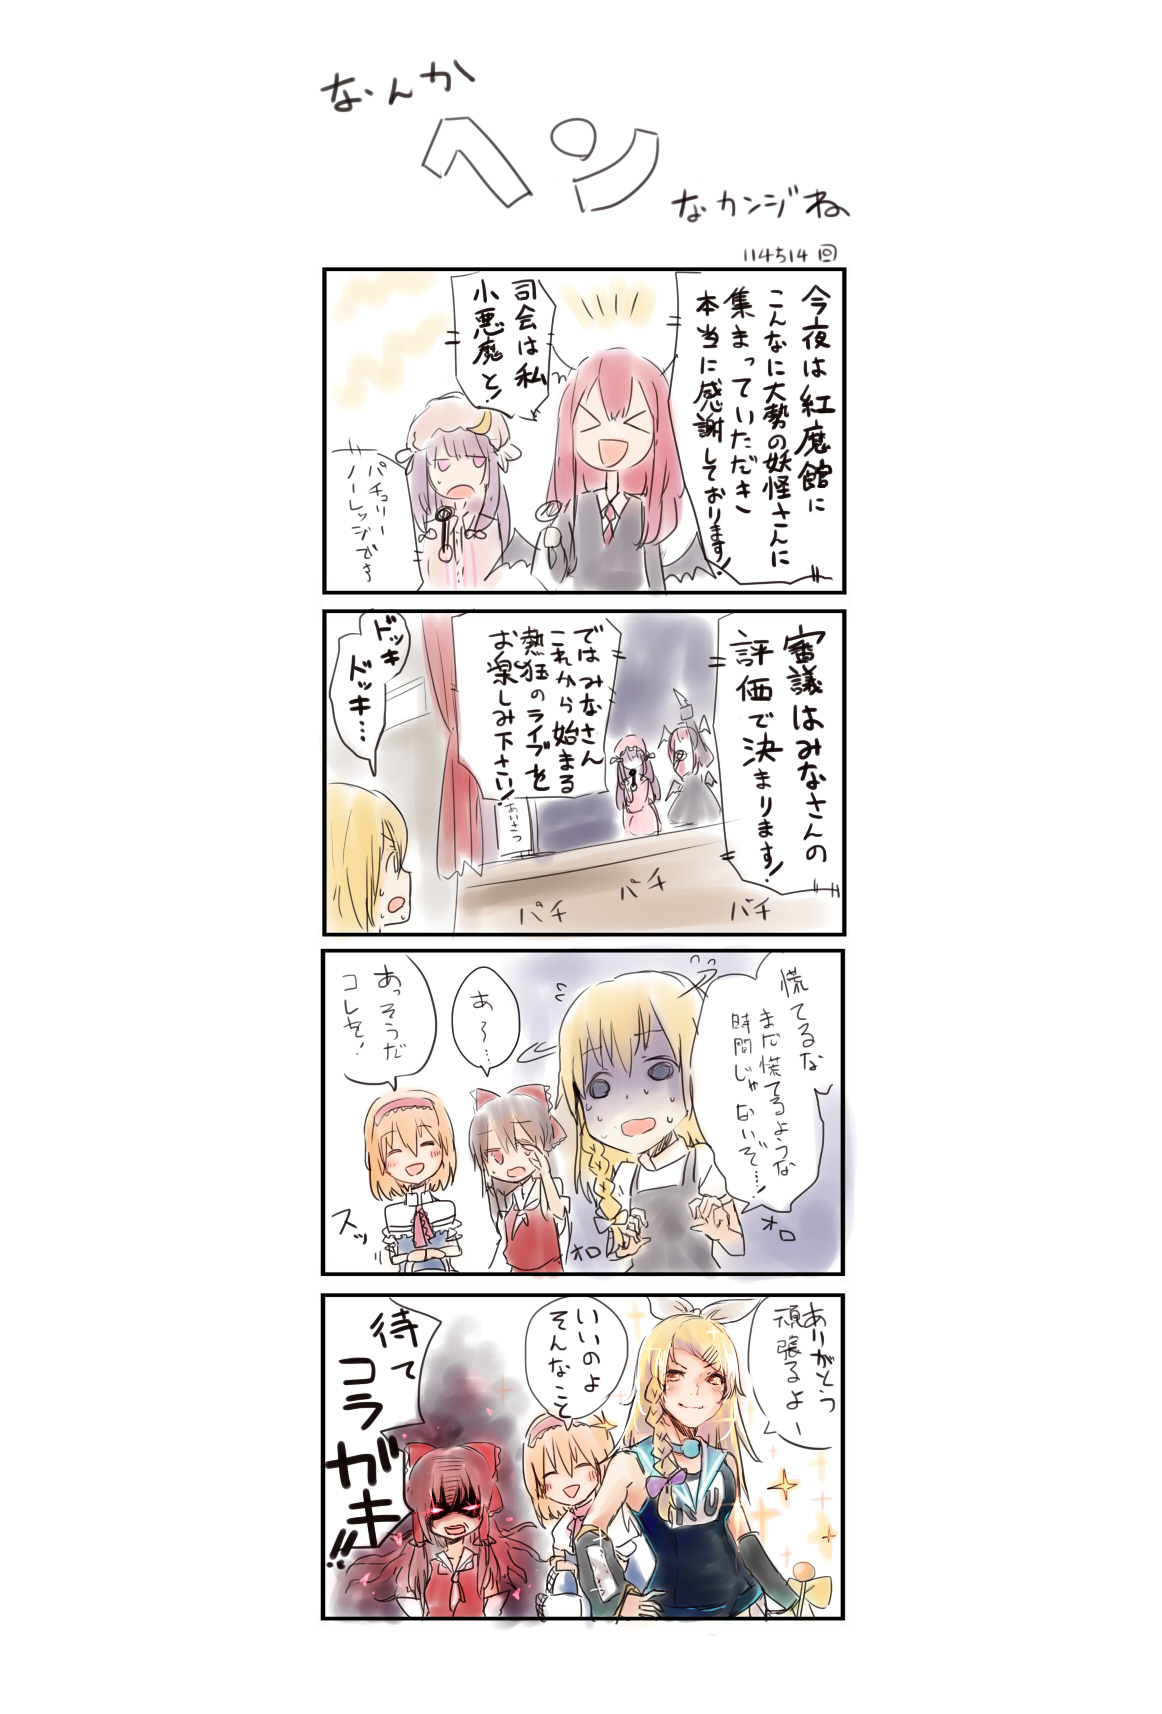 なんか
ヘン
なカンジね
114514回
今夜は紅魔館に
こんなに大勢の妖怪さんに
集まっていただき
本当に感謝しております!
司会は私
小悪魔と!
パチュリー
ノーレッジです
審議はみなさんの
評価で決まります!
ではみなさん
これから始まる
熱狂のライブを
お楽しみ下さい!
あいさつ
ドッキ
ドッキ…
パチ
パチ
パチ
慌てるな
まだ慌てるような
時間じゃないぞ……!
オロ
オロ
あ〜…
あっそうだ
コレを!
スッ
ありがとう
頑張るよー
いいのよ
そんなこと
待て
コラ
ガキ!!